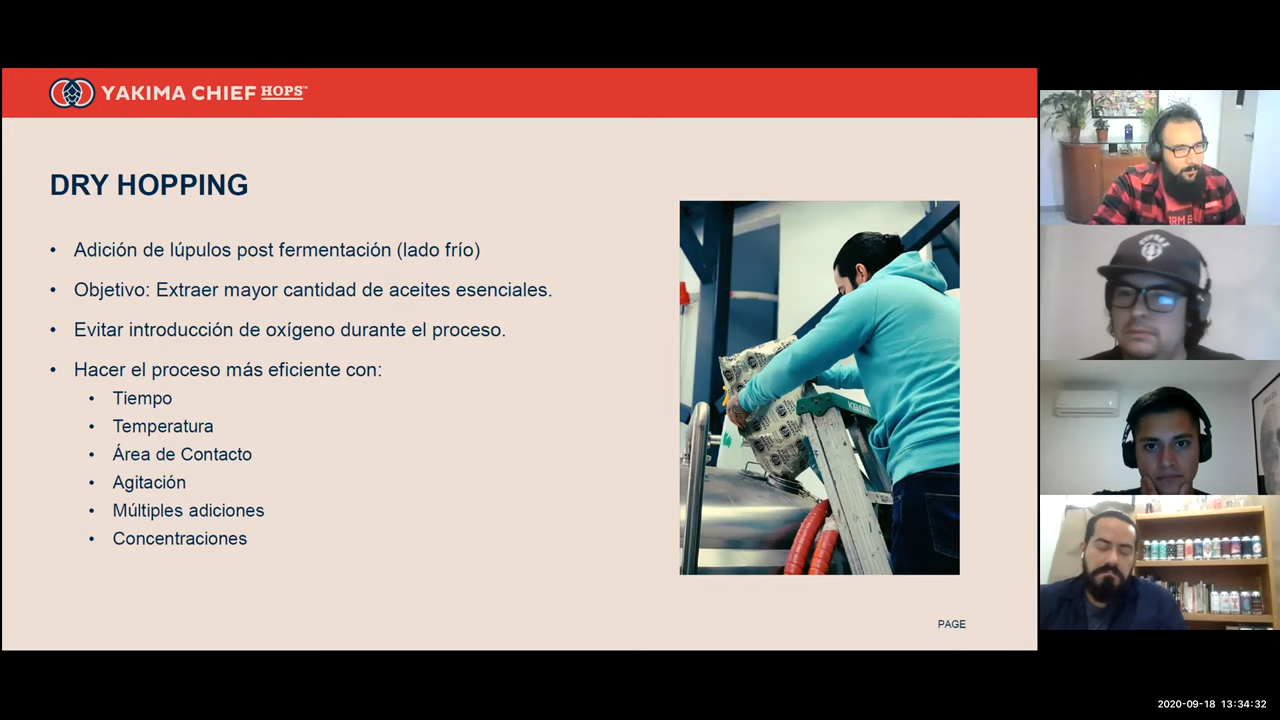 YAKIMA CHIEF HOPS™
DRY HOPPING
• Adición de lúpulos post fermentación (lado frío)
• Objetivo: Extraer mayor cantidad de aceites esenciales.
• Evitar introducción de oxígeno durante el proceso.
• Hacer el proceso más eficiente con:
• Tiempo
• Temperatura
• Área de Contacto
• Agitación
• Múltiples adiciones
• Concentraciones
PAGE
2020-09-18 13:34:32